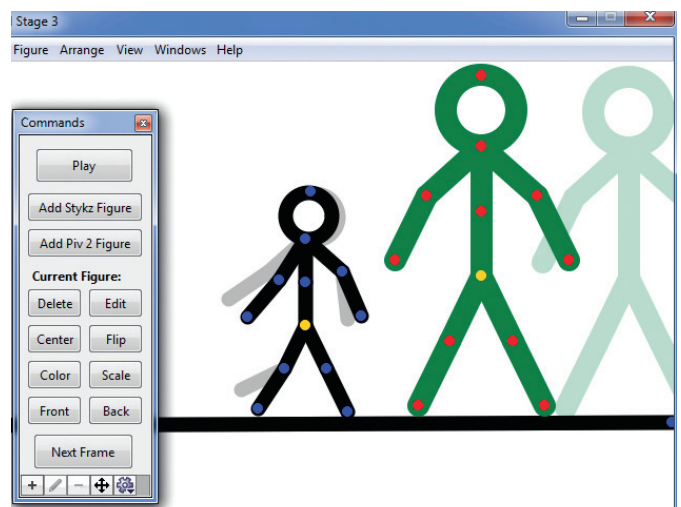 Stage 3
Figure Arrange View Windows Help
Commands
Play
Add Stykz Figure
Add Piv 2 Figure
Current Figure:
Delete Edit
Center Flip
Color Scale
Front Back
Next Frame